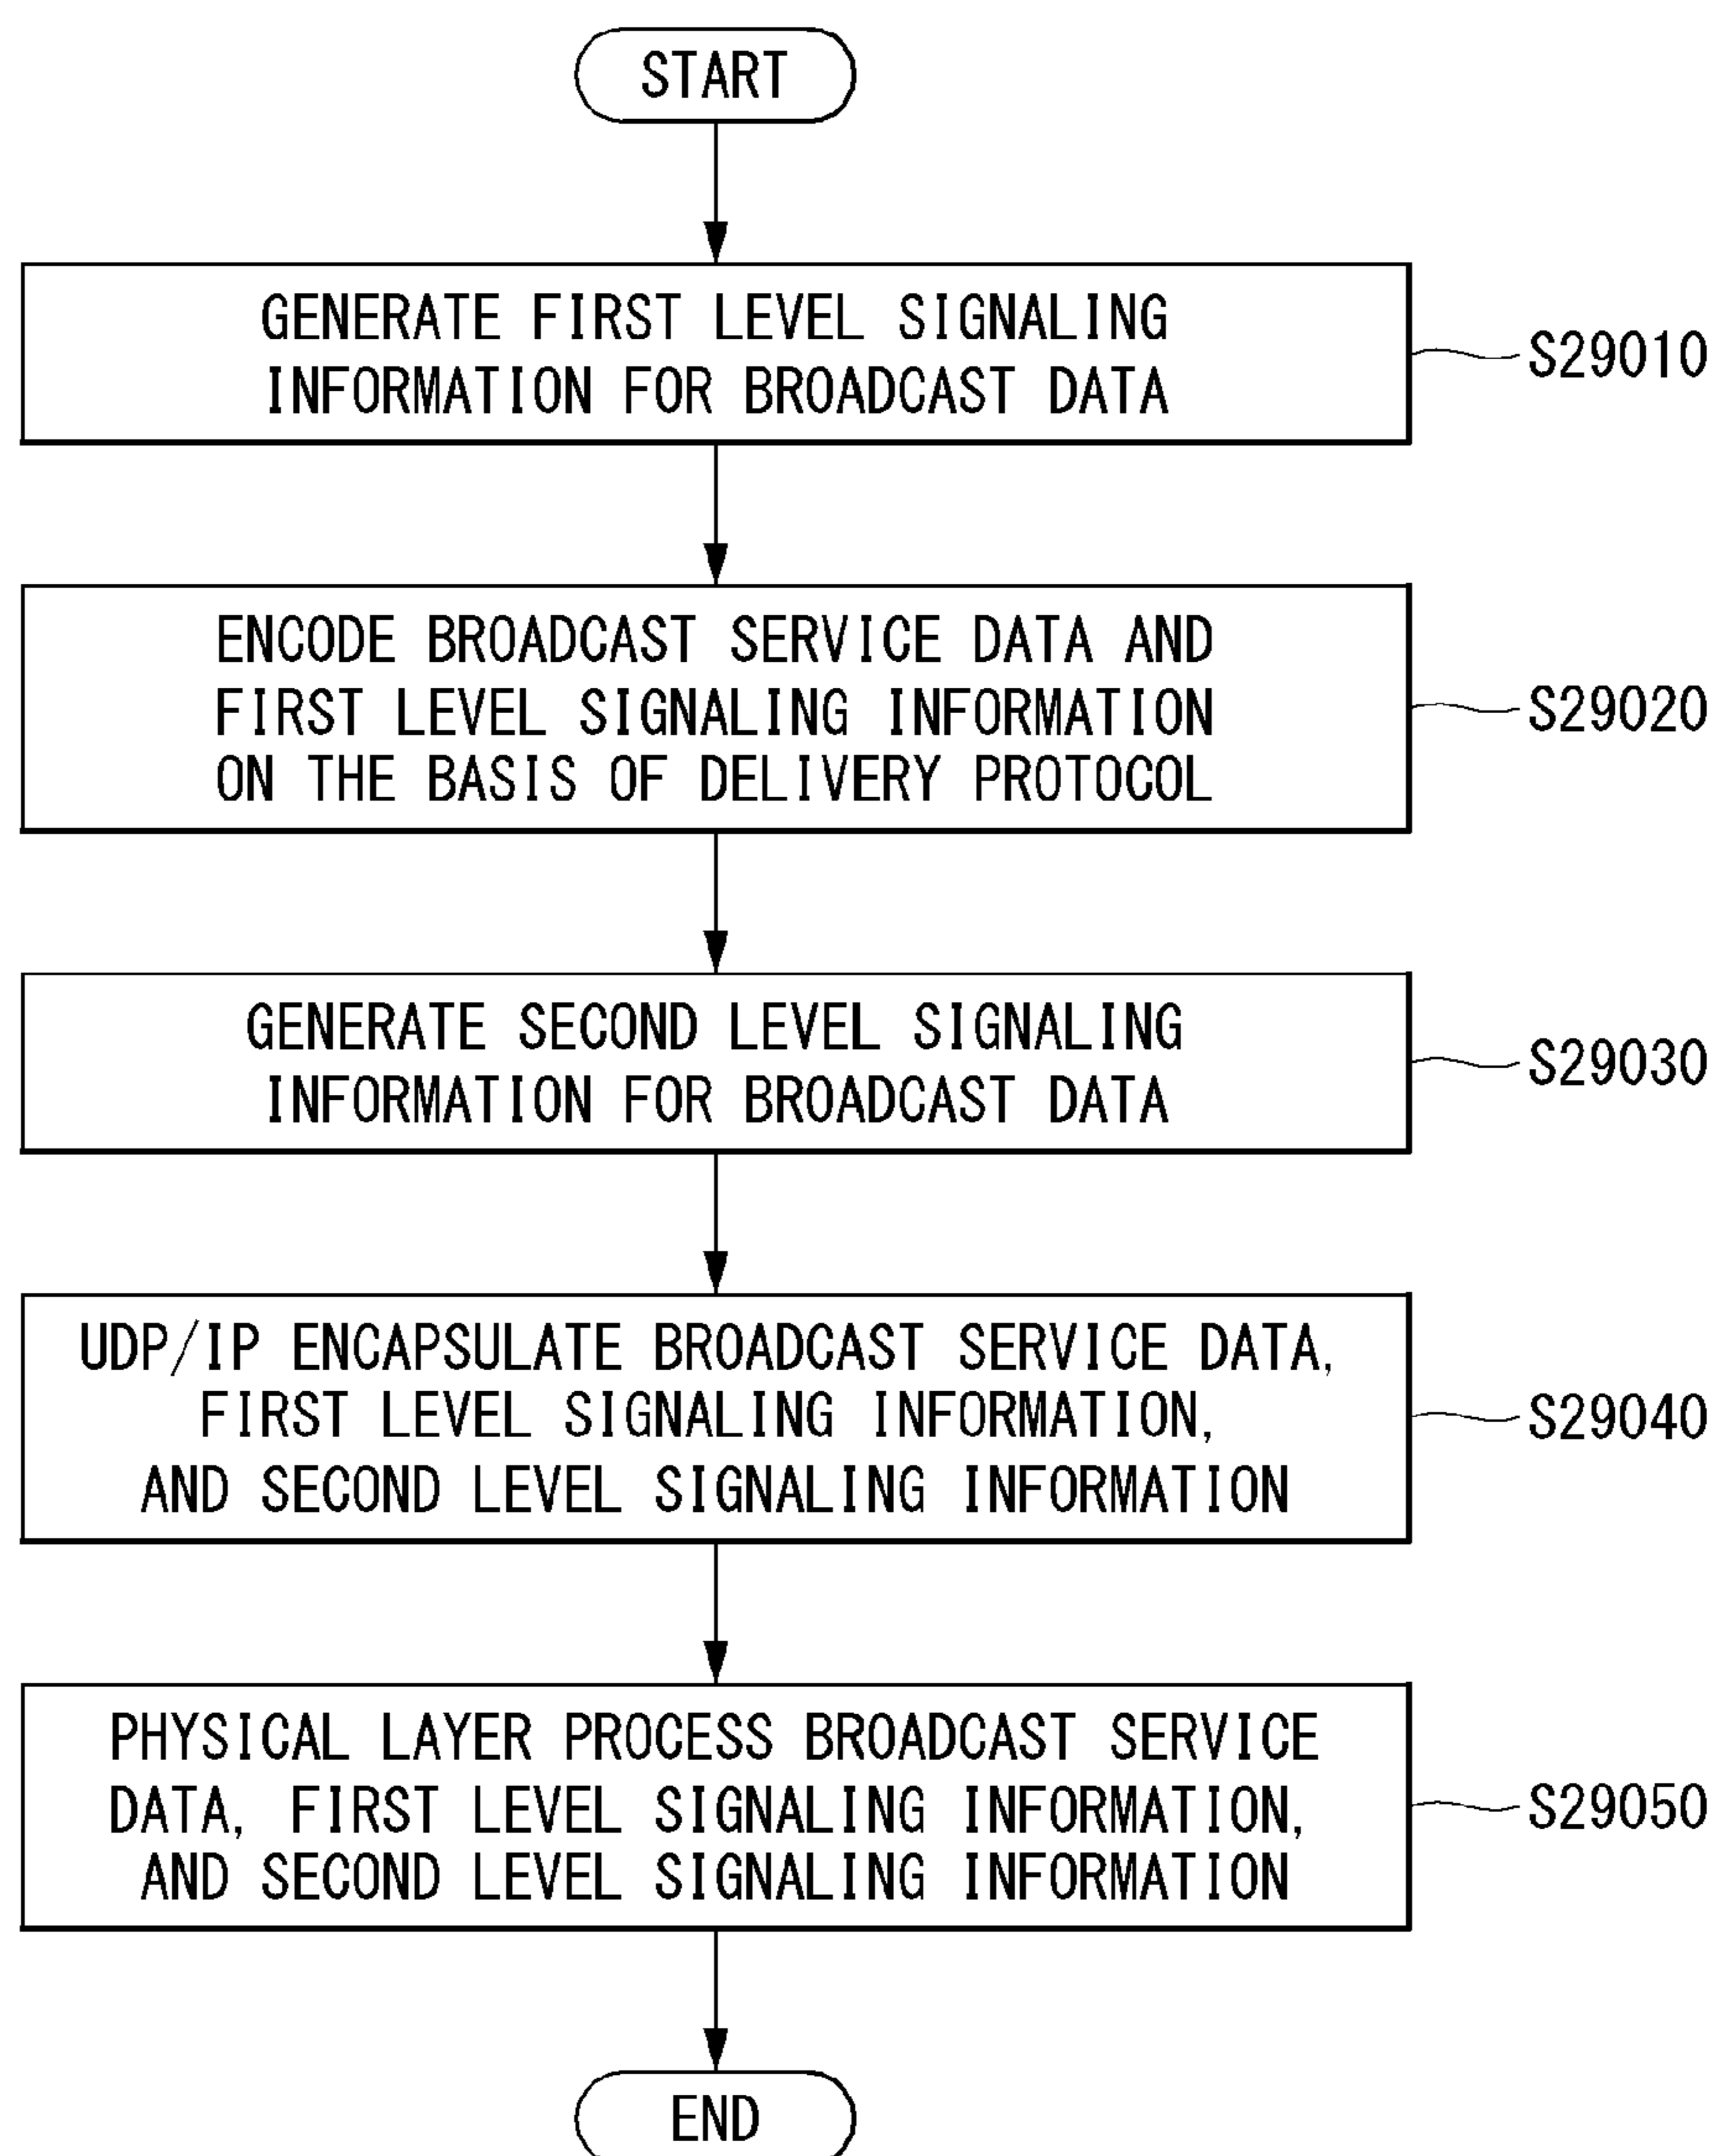 START
GENERATE FIRST LEVEL SIGNALING
INFORMATION FOR BROADCAST DATA
S29010
ENCODE BROADCAST SERVICE DATA AND
FIRST LEVEL SIGNALING INFORMATION
ON THE BASIS OF DELIVERY PROTOCOL
S29020
GENERATE SECOND LEVEL SIGNALING
INFORMATION FOR BROADCAST DATA
S29030
UDP/IP ENCAPSULATE BROADCAST SERVICE DATA,
FIRST LEVEL SIGNALING INFORMATION,
AND SECOND LEVEL SIGNALING INFORMATION
S29040
PHYSICAL LAYER PROCESS BROADCAST SERVICE
DATA, FIRST LEVEL SIGNALING INFORMATION,
AND SECOND LEVEL SIGNALING INFORMATION
S29050
END